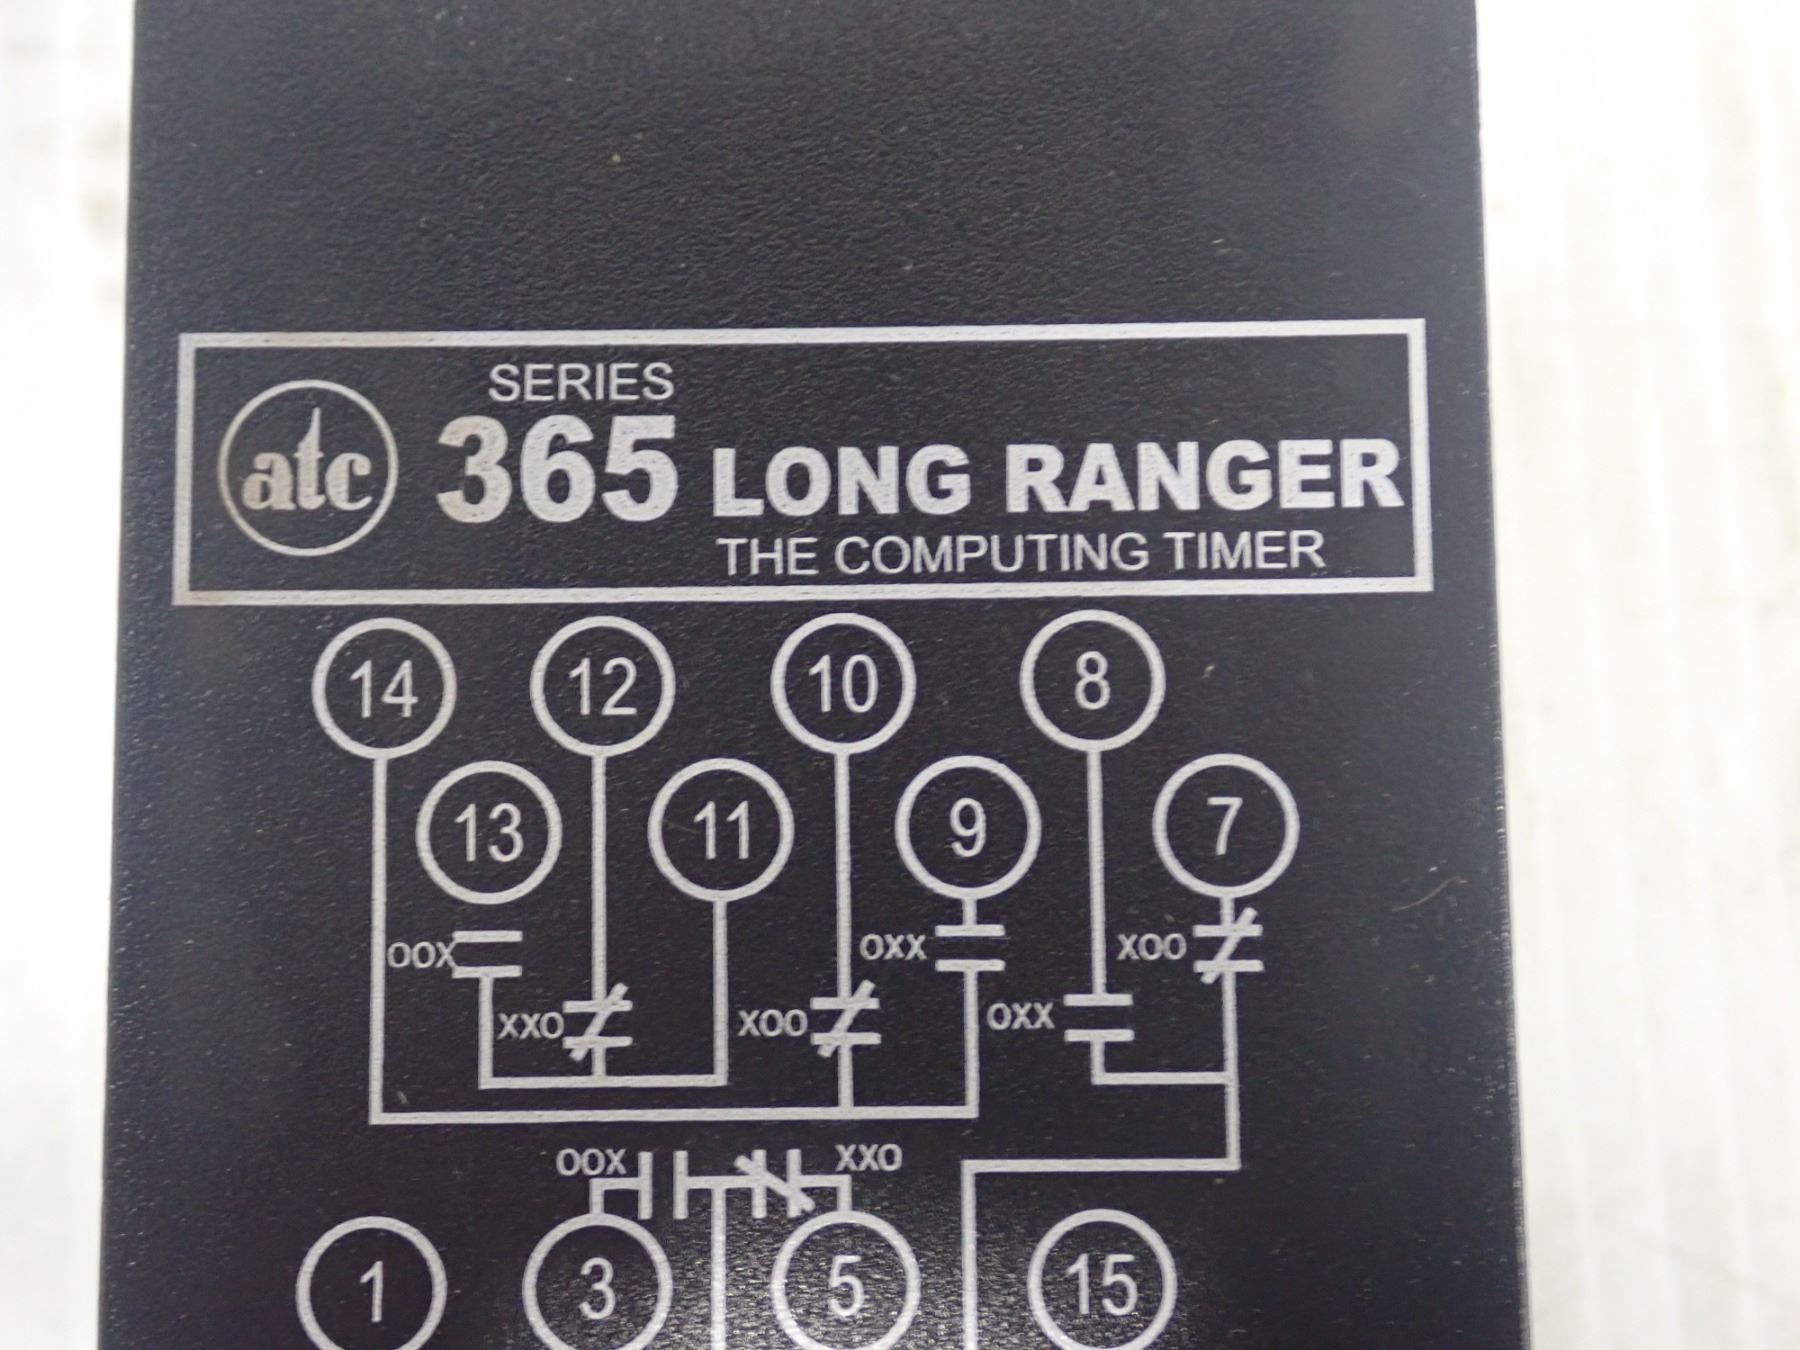 SERIES
atc 365 LONG RANGER
THE COMPUTING TIMER
14 12 10 8
13 11 9 7
OOX OXX XOO
XXO XOO OXX
OOX XXO
1 3 5 15